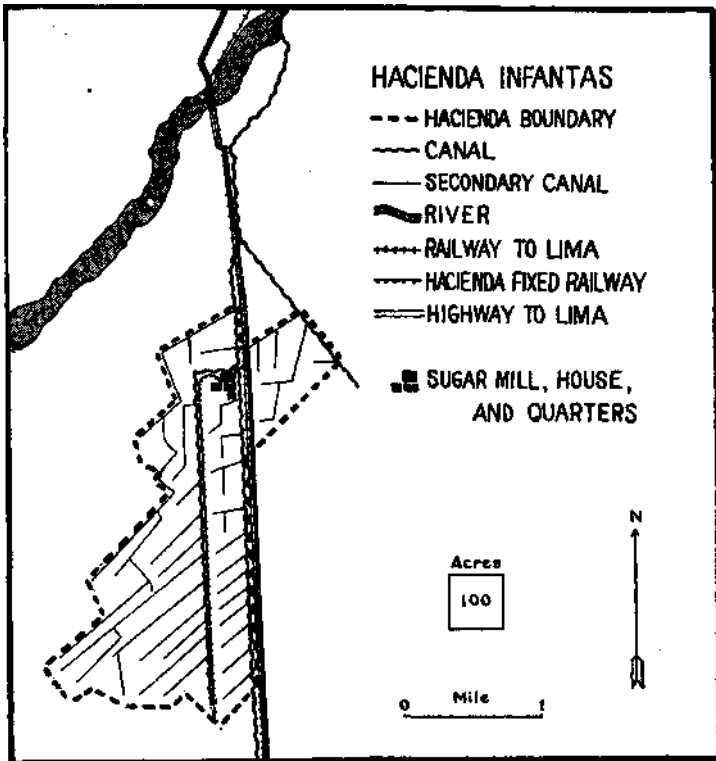 HACIENDA INFANTAS
HACIENDA BOUNDARY
CANAL
SECONDARY CANAL
RIVER
RAILWAY TO LIMA
HACIENDA FIXED RAILWAY
HIGHWAY TO LIMA
SUGAR MILL, HOUSE,
AND QUARTERS
N
Acres
100
0 Mile 1